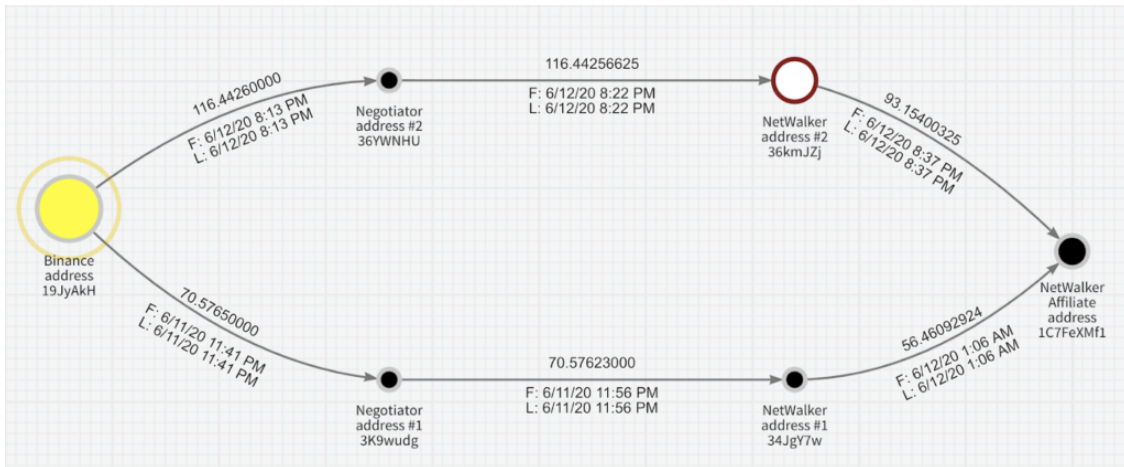 116.44260000
F: 6/12/20 8:13 PM
L: 6/12/20 8:13 PM
Negotiator
address #2
36YWNHU
116.44256625
F: 6/12/20 8:22 PM
L: 6/12/20 8:22 PM
NetWalker
address #2
36kmJZj
93.15400325
F: 6/12/20 8:37 PM
L: 6/12/20 8:37 PM
Binance
address
19JyAkH
NetWalker
Affiliate
address
1C7FeXMf1
70.57650000
F: 6/11/20 11:41 PM
L: 6/11/20 11:41 PM
Negotiator
address #1
3K9wudg
70.57623000
F: 6/11/20 11:56 PM
L: 6/11/20 11:56 PM
NetWalker
address #1
34JgY7w
56.46092924
F: 6/12/20 1:06 AM
L: 6/12/20 1:06 AM